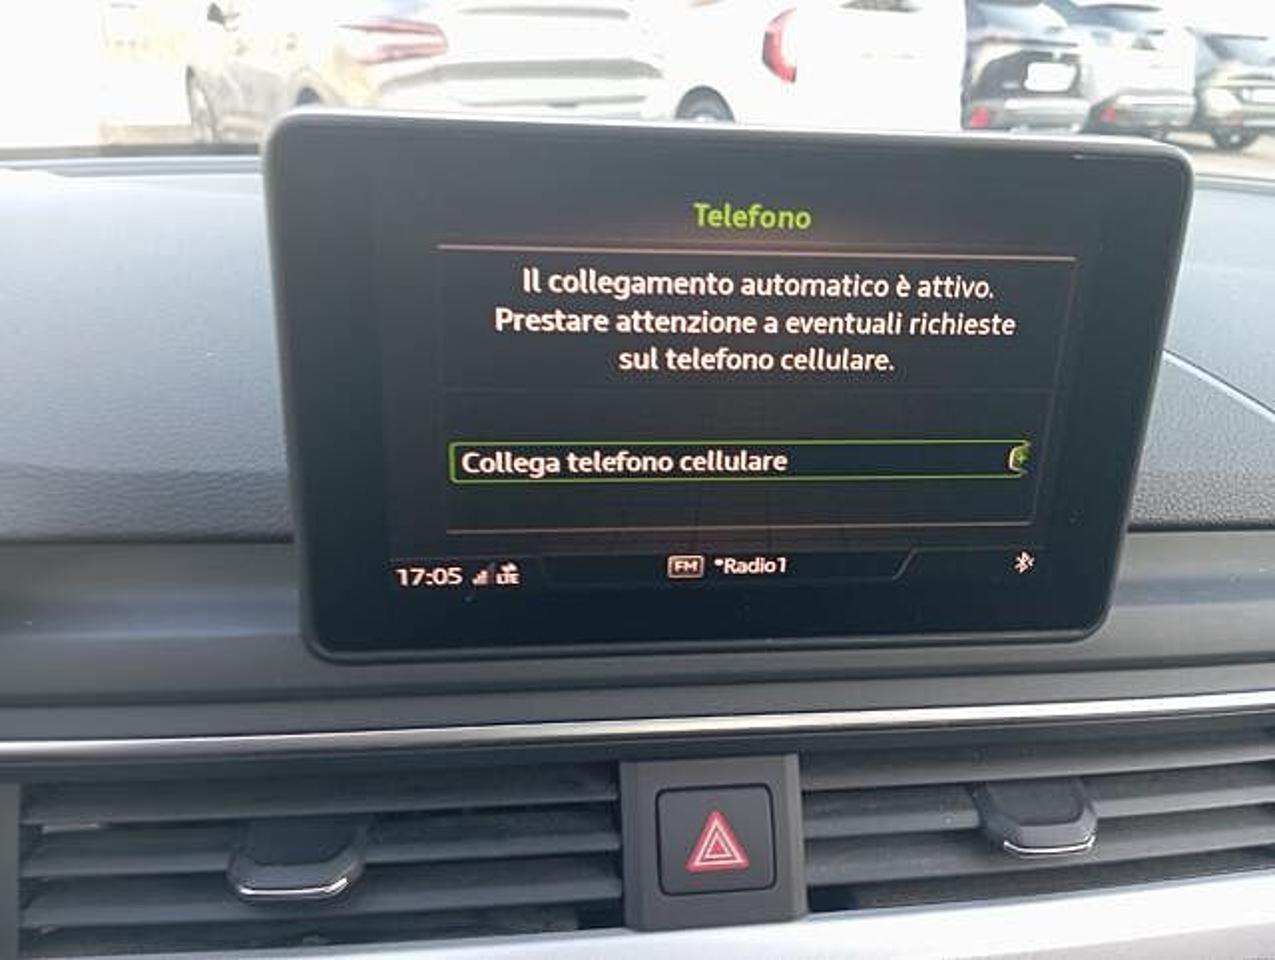 Telefono
Il collegamento automatico è attivo.
Prestare attenzione a eventuali richieste
sul telefono cellulare.
Collega telefono cellulare
17:05 LTE FM *Radio1